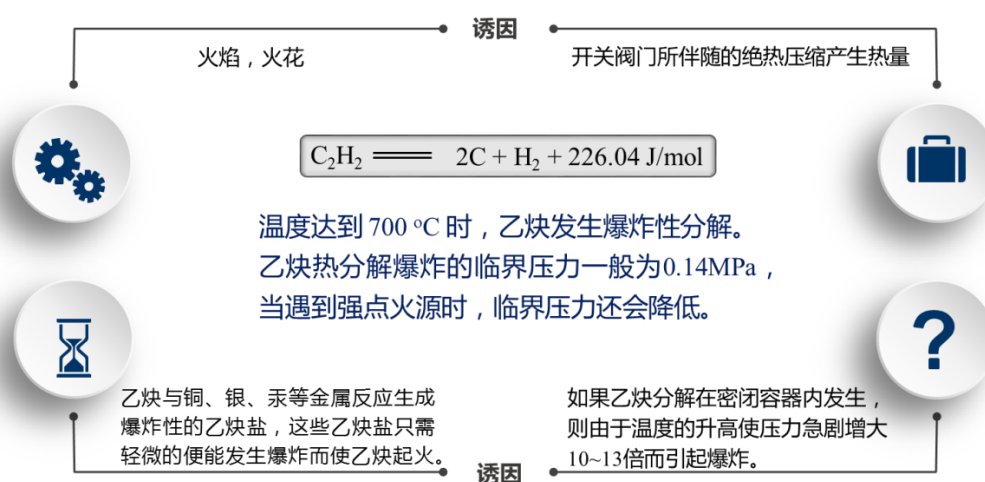 诱因
火焰，火花
开关阀门所伴随的绝热压缩产生热量
C₂H₂ ═══ 2C + H₂ + 226.04 J/mol
温度达到 700 ºC 时，乙炔发生爆炸性分解。
乙炔热分解爆炸的临界压力一般为0.14MPa，
当遇到强点火源时，临界压力还会降低。
?
乙炔与铜、银、汞等金属反应生成
爆炸性的乙炔盐，这些乙炔盐只需
轻微的便能发生爆炸而使乙炔起火。
如果乙炔分解在密闭容器内发生，
则由于温度的升高使压力急剧增大
10~13倍而引起爆炸。
诱因